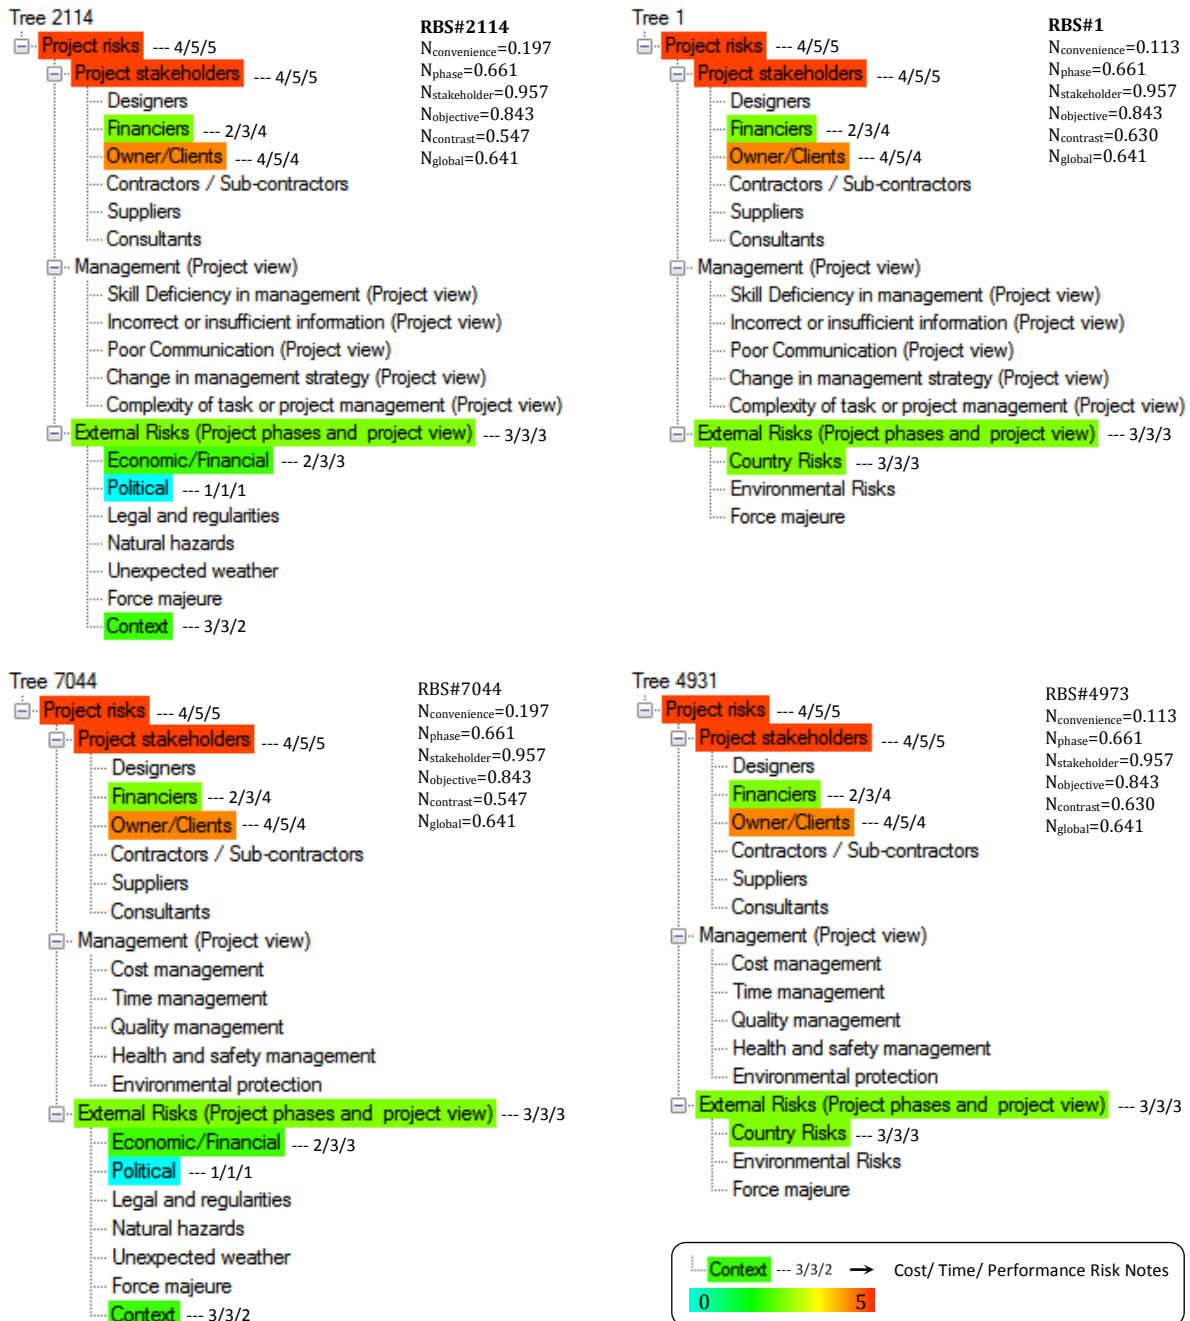 Tree 2114
Project risks --- 4/5/5
Project stakeholders --- 4/5/5
Designers
Financiers --- 2/3/4
Owner/Clients --- 4/5/4
Contractors / Sub-contractors
Suppliers
Consultants
Management (Project view)
Skill Deficiency in management (Project view)
Incorrect or insufficient information (Project view)
Poor Communication (Project view)
Change in management strategy (Project view)
Complexity of task or project management (Project view)
External Risks (Project phases and project view) --- 3/3/3
Economic/Financial --- 2/3/3
Political --- 1/1/1
Legal and regularities
Natural hazards
Unexpected weather
Force majeure
Context --- 3/3/2
RBS#2114
Nconvenience=0.197
Nphase=0.661
Nstakeholder=0.957
Nobjective=0.843
Ncontrast=0.547
Nglobal=0.641
Tree 1
Project risks --- 4/5/5
Project stakeholders --- 4/5/5
Designers
Financiers --- 2/3/4
Owner/Clients --- 4/5/4
Contractors / Sub-contractors
Suppliers
Consultants
Management (Project view)
Skill Deficiency in management (Project view)
Incorrect or insufficient information (Project view)
Poor Communication (Project view)
Change in management strategy (Project view)
Complexity of task or project management (Project view)
External Risks (Project phases and project view) --- 3/3/3
Country Risks --- 3/3/3
Environmental Risks
Force majeure
RBS#1
Nconvenience=0.113
Nphase=0.661
Nstakeholder=0.957
Nobjective=0.843
Ncontrast=0.630
Nglobal=0.641
Tree 7044
Project risks --- 4/5/5
Project stakeholders --- 4/5/5
Designers
Financiers --- 2/3/4
Owner/Clients --- 4/5/4
Contractors / Sub-contractors
Suppliers
Consultants
Management (Project view)
Cost management
Time management
Quality management
Health and safety management
Environmental protection
External Risks (Project phases and project view) --- 3/3/3
Economic/Financial --- 2/3/3
Political --- 1/1/1
Legal and regularities
Natural hazards
Unexpected weather
Force majeure
Context --- 3/3/2
RBS#7044
Nconvenience=0.197
Nphase=0.661
Nstakeholder=0.957
Nobjective=0.843
Ncontrast=0.547
Nglobal=0.641
Tree 4931
Project risks --- 4/5/5
Project stakeholders --- 4/5/5
Designers
Financiers --- 2/3/4
Owner/Clients --- 4/5/4
Contractors / Sub-contractors
Suppliers
Consultants
Management (Project view)
Cost management
Time management
Quality management
Health and safety management
Environmental protection
External Risks (Project phases and project view) --- 3/3/3
Country Risks --- 3/3/3
Environmental Risks
Force majeure
RBS#4973
Nconvenience=0.113
Nphase=0.661
Nstakeholder=0.957
Nobjective=0.843
Ncontrast=0.630
Nglobal=0.641
Context --- 3/3/2 → Cost/ Time/ Performance Risk Notes
0 5